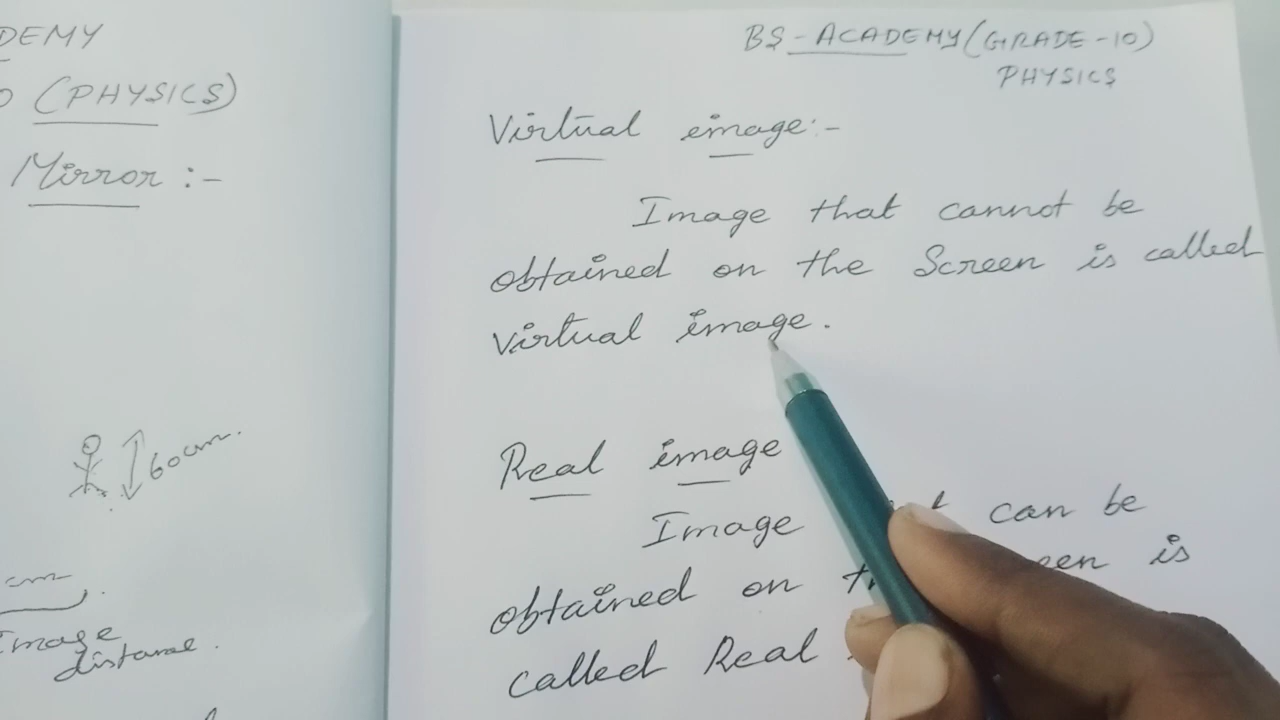 DEMY
(PHYSICS)
Mirror :-
60cm.
cm
Image
distance.
BS-ACADEMY (GRADE-10)
PHYSICS
Virtual image:-
Image that cannot be
obtained on the Screen is called
virtual image.
Real image
Image can be
obtained on is
called Real